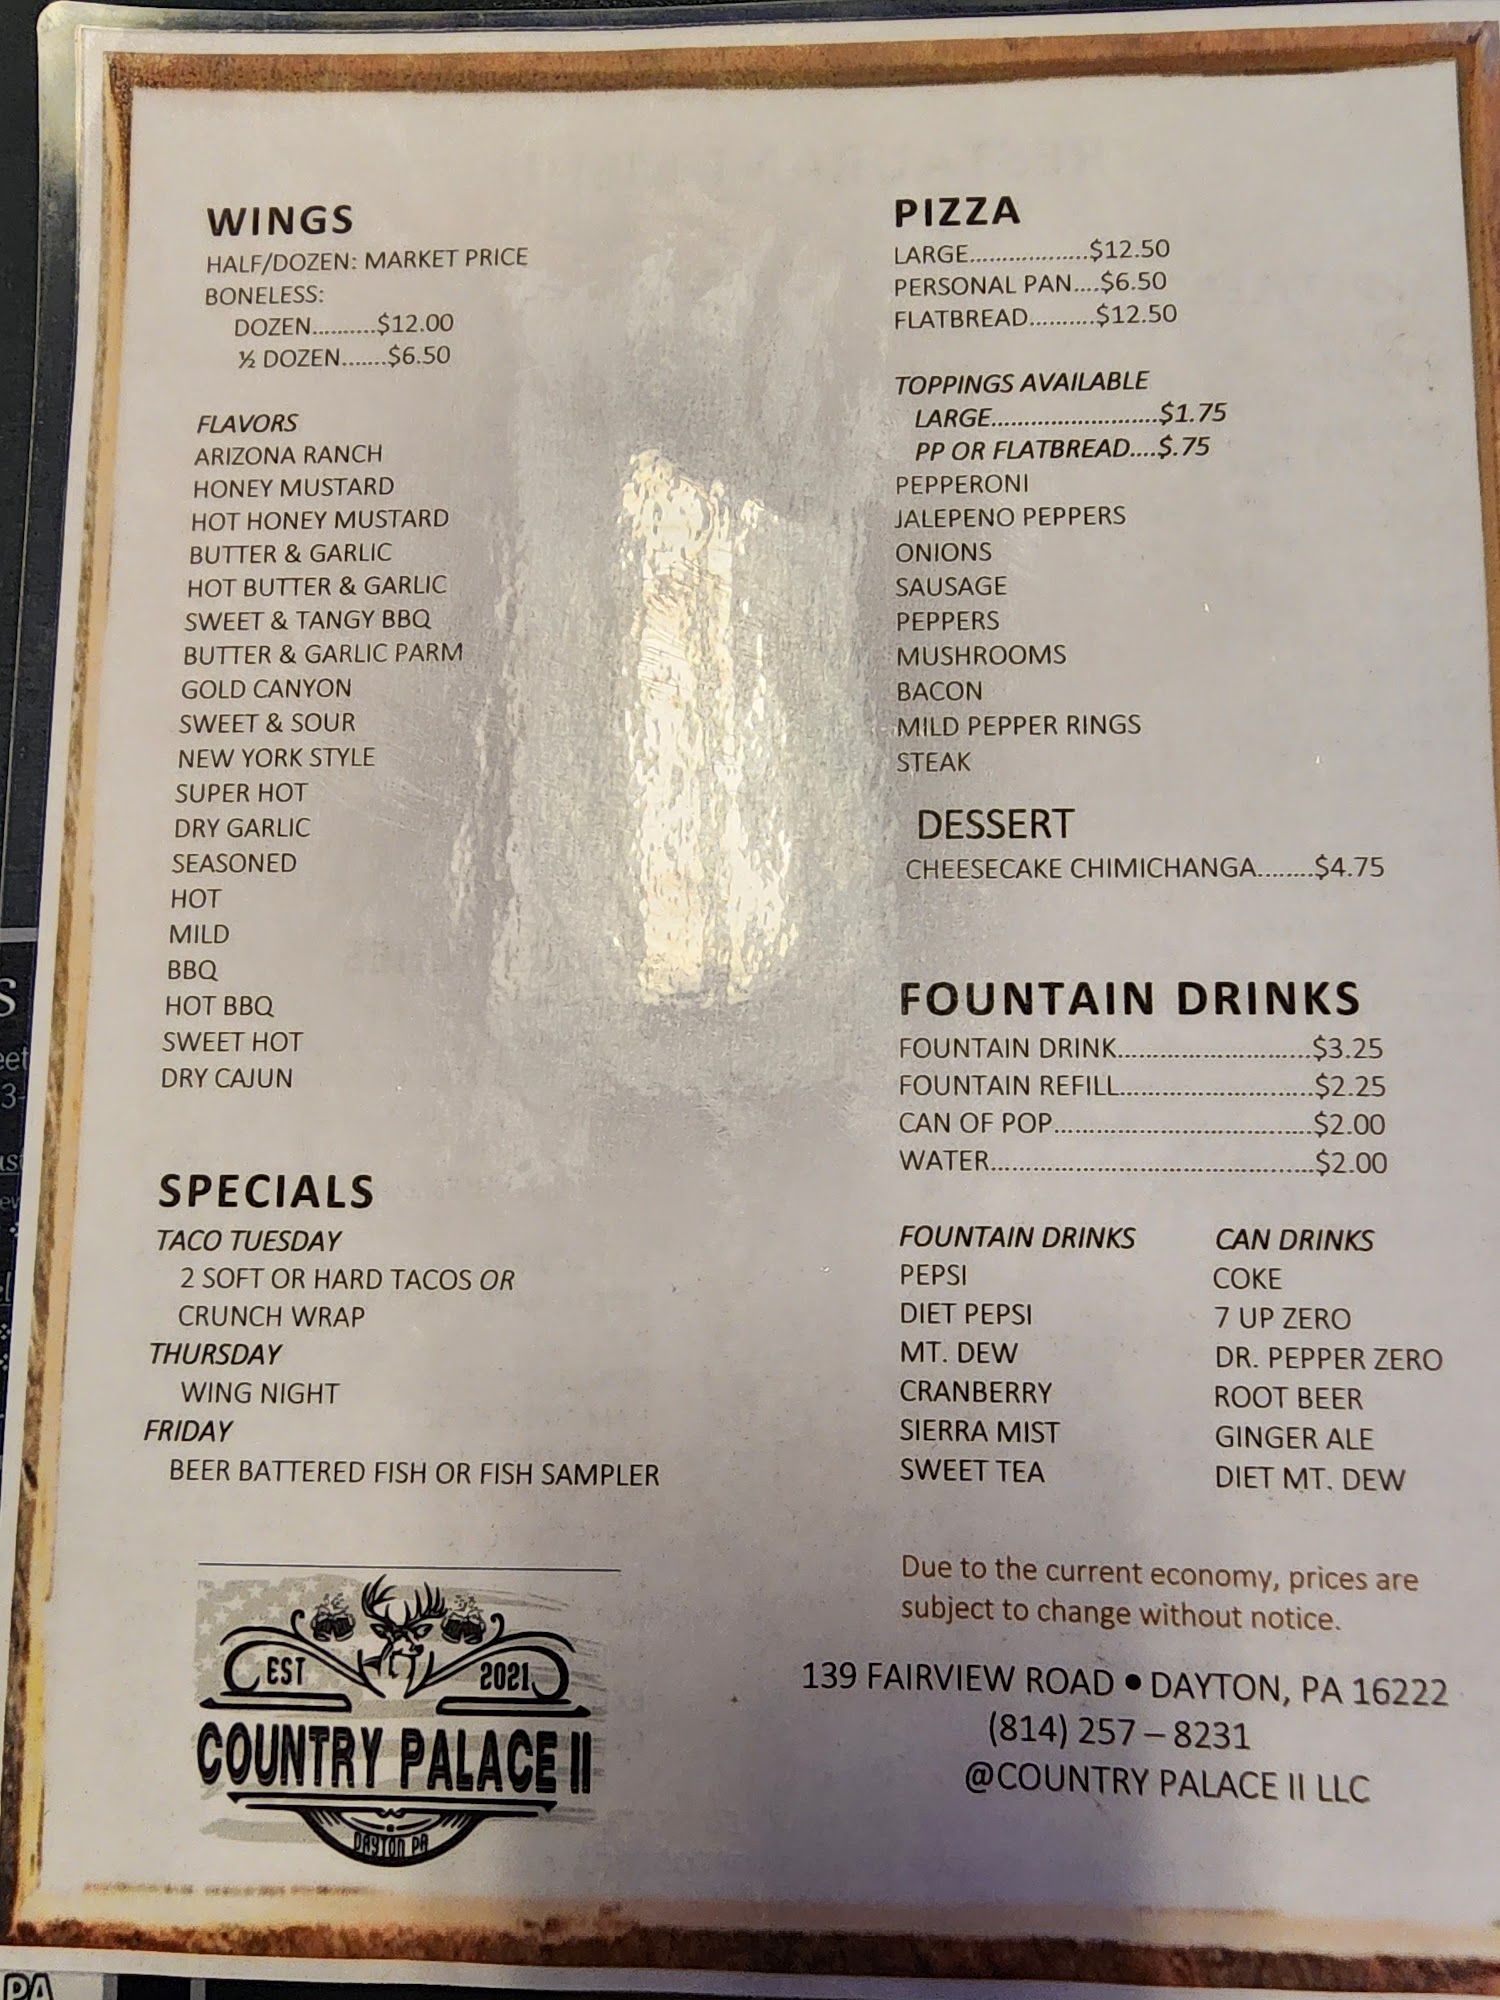 WINGS
HALF/DOZEN: MARKET PRICE
BONELESS:
DOZEN..........$12.00
½ DOZEN.......$6.50
FLAVORS
ARIZONA RANCH
HONEY MUSTARD
HOT HONEY MUSTARD
BUTTER & GARLIC
HOT BUTTER & GARLIC
SWEET & TANGY BBQ
BUTTER & GARLIC PARM
GOLD CANYON
SWEET & SOUR
NEW YORK STYLE
SUPER HOT
DRY GARLIC
SEASONED
HOT
MILD
BBQ
HOT BBQ
SWEET HOT
DRY CAJUN
SPECIALS
TACO TUESDAY
2 SOFT OR HARD TACOS OR
CRUNCH WRAP
THURSDAY
WING NIGHT
FRIDAY
BEER BATTERED FISH OR FISH SAMPLER
EST 2021
COUNTRY PALACE II
DAYTON PA
PIZZA
LARGE..................$12.50
PERSONAL PAN....$6.50
FLATBREAD..........$12.50
TOPPINGS AVAILABLE
LARGE.........................$1.75
PP OR FLATBREAD....$.75
PEPPERONI
JALEPENO PEPPERS
ONIONS
SAUSAGE
PEPPERS
MUSHROOMS
BACON
MILD PEPPER RINGS
STEAK
DESSERT
CHEESECAKE CHIMICHANGA........$4.75
FOUNTAIN DRINKS
FOUNTAIN DRINK............................$3.25
FOUNTAIN REFILL............................$2.25
CAN OF POP.....................................$2.00
WATER..............................................$2.00
FOUNTAIN DRINKS
PEPSI
DIET PEPSI
MT. DEW
CRANBERRY
SIERRA MIST
SWEET TEA
CAN DRINKS
COKE
7 UP ZERO
DR. PEPPER ZERO
ROOT BEER
GINGER ALE
DIET MT. DEW
Due to the current economy, prices are
subject to change without notice.
139 FAIRVIEW ROAD • DAYTON, PA 16222
(814) 257 – 8231
@COUNTRY PALACE II LLC
PA